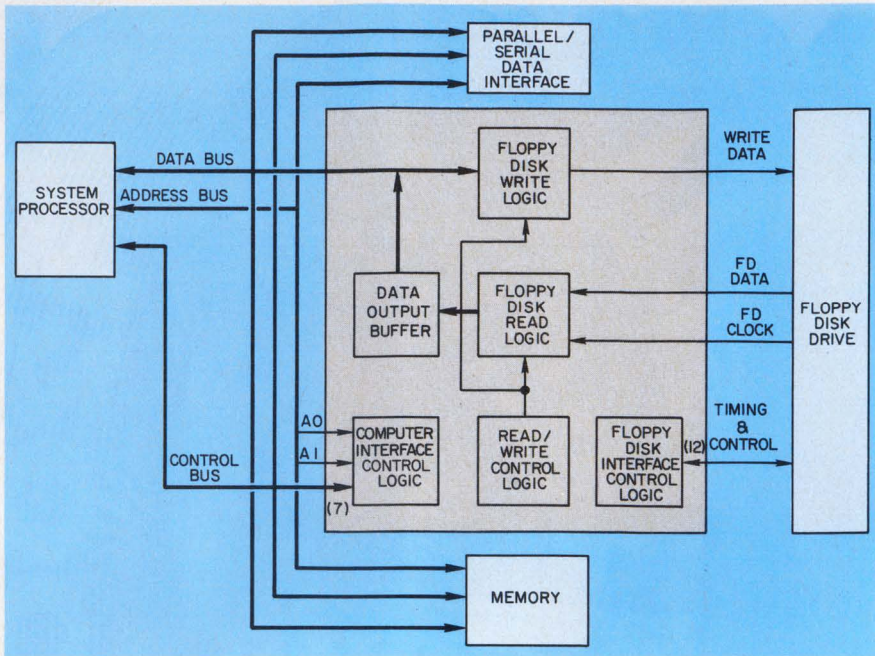 PARALLEL/
SERIAL
DATA
INTERFACE
SYSTEM
PROCESSOR
DATA BUS
ADDRESS BUS
CONTROL
BUS
FLOPPY
DISK
WRITE
LOGIC
DATA
OUTPUT
BUFFER
FLOPPY
DISK
READ
LOGIC
A0
A1
(7)
COMPUTER
INTERFACE
CONTROL
LOGIC
READ/
WRITE
CONTROL
LOGIC
FLOPPY
DISK
INTERFACE
CONTROL
LOGIC
(12)
WRITE
DATA
FD
DATA
FD
CLOCK
TIMING
&
CONTROL
FLOPPY
DISK
DRIVE
MEMORY